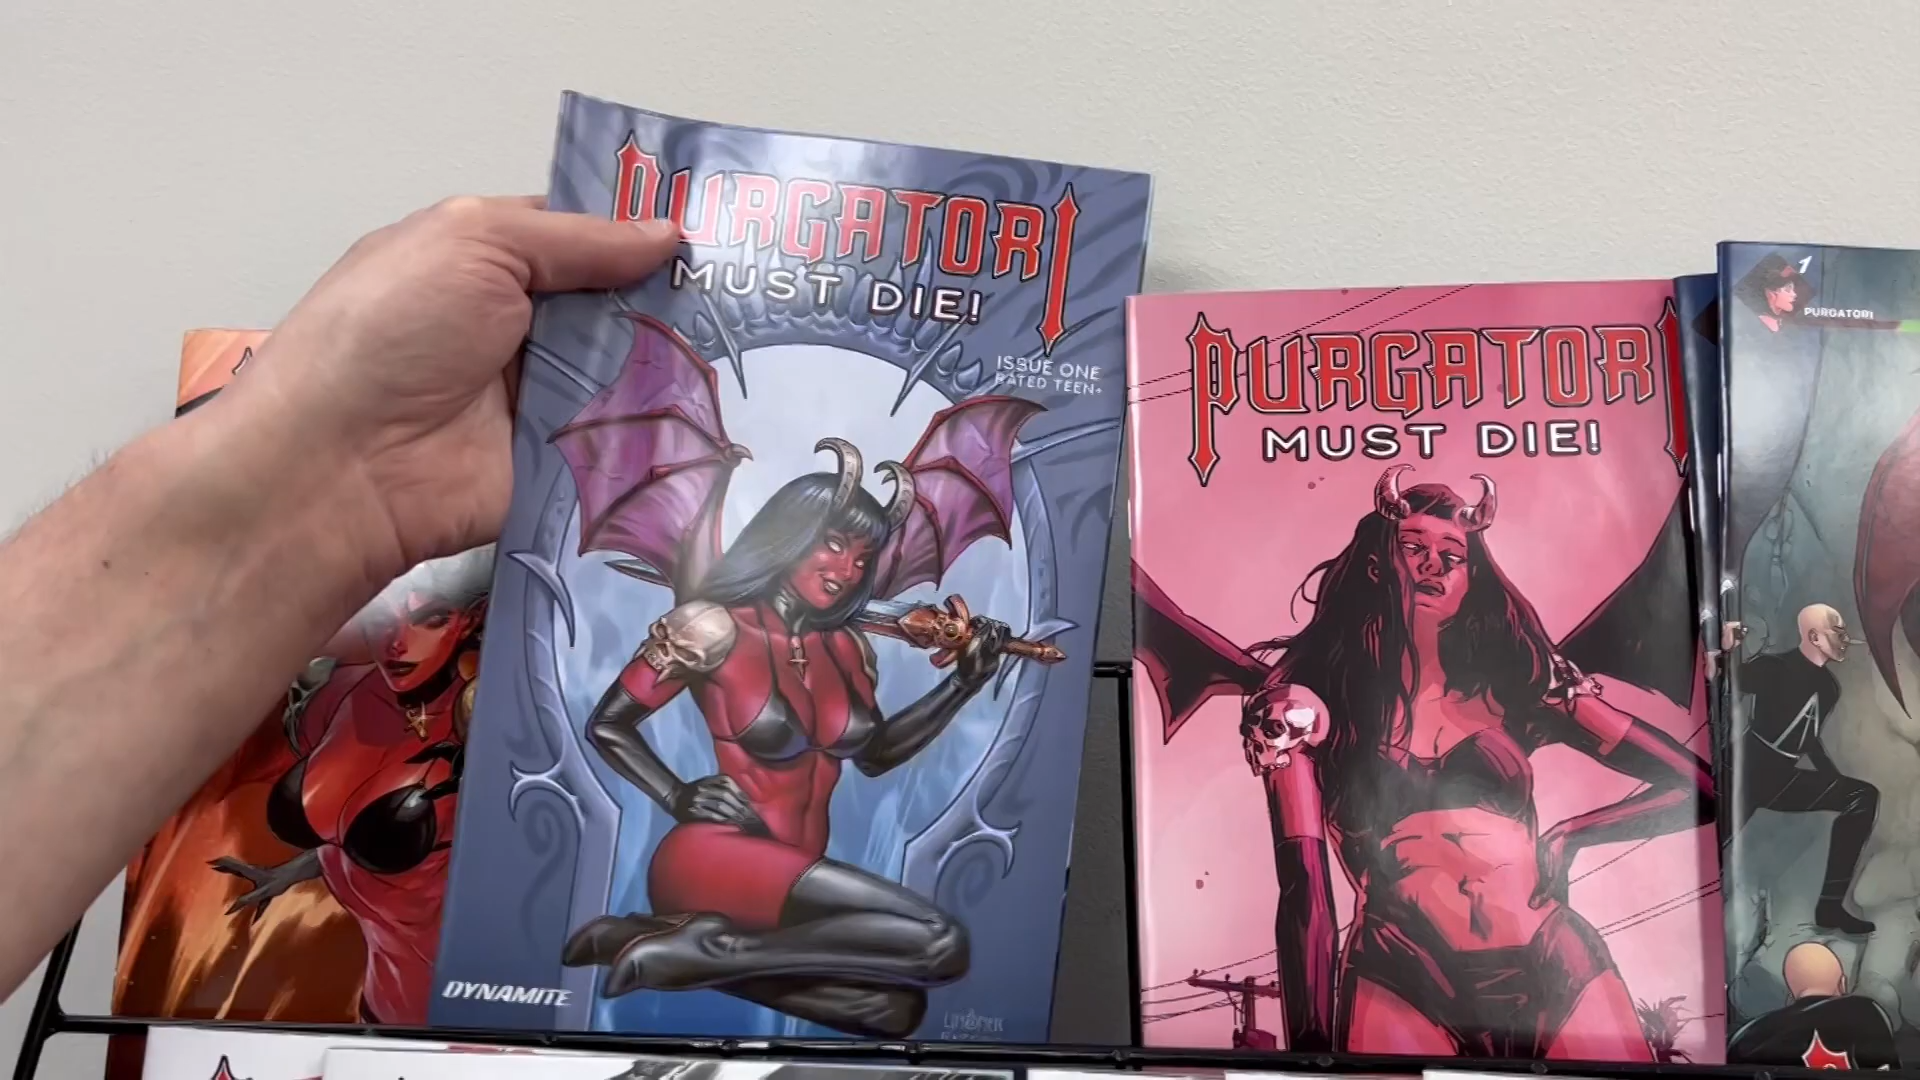 PURGATORI
MUST DIE!
ISSUE ONE
RATED TEEN+
DYNAMITE
PURGATORI
MUST DIE!
1
PURGATORI